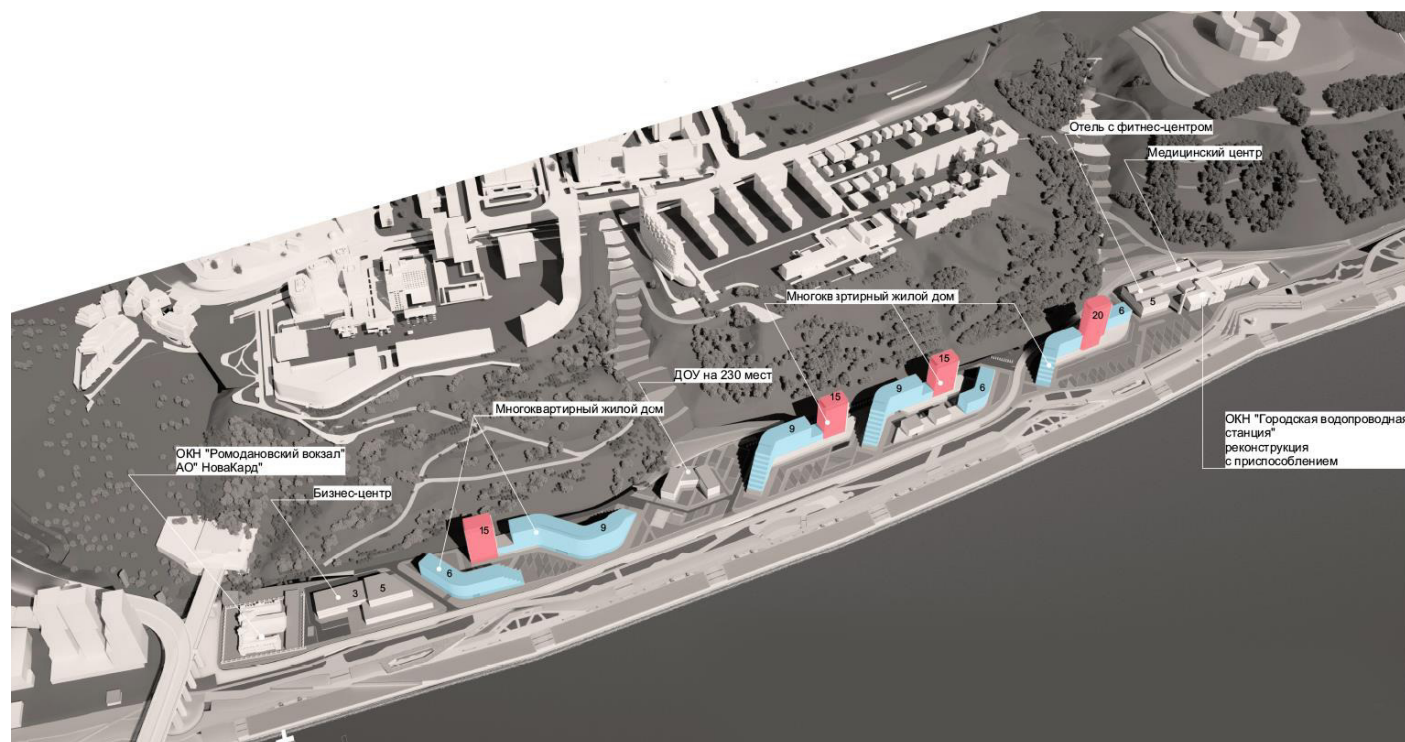 Отель с фитнес-центром
Медицинский центр
Многоквартирный жилой дом
20
6
5
15
ДОУ на 230 мест
9
6
15
Многоквартирный жилой дом
9
ОКН "Городская водопроводная
станция"
реконструкция
с приспособлением
ОКН "Ромодановский вокзал"
АО" НоваКард"
Бизнес-центр
15
9
6
3
5